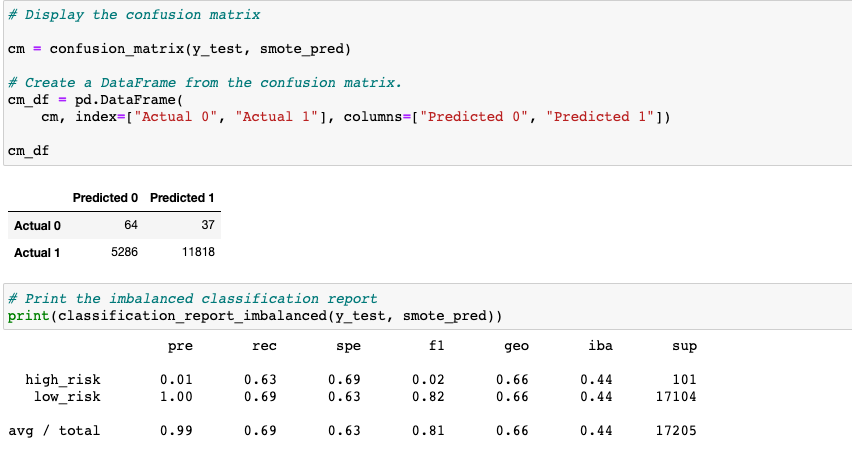 # Display the confusion matrix
cm = confusion_matrix(y_test, smote_pred)
# Create a DataFrame from the confusion matrix.
cm_df = pd.DataFrame(
    cm, index=["Actual 0", "Actual 1"], columns=["Predicted 0", "Predicted 1"])
cm_df
Predicted 0 Predicted 1
Actual 0 64 37
Actual 1 5286 11818
# Print the imbalanced classification report
print(classification_report_imbalanced(y_test, smote_pred))
pre rec spe f1 geo iba sup
high_risk 0.01 0.63 0.69 0.02 0.66 0.44 101
low_risk 1.00 0.69 0.63 0.82 0.66 0.44 17104
avg / total 0.99 0.69 0.63 0.81 0.66 0.44 17205